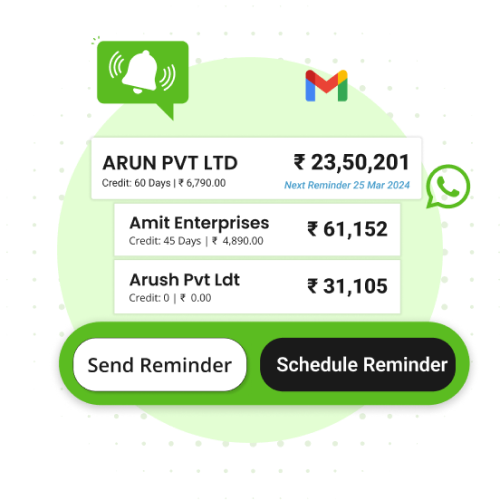 ARUN PVT LTD
₹ 23,50,201
Credit: 60 Days | ₹ 6,790.00
Next Reminder 25 Mar 2024
Amit Enterprises
₹ 61,152
Credit: 45 Days | ₹ 4,890.00
Arush Pvt Ldt
₹ 31,105
Credit: 0 | ₹ 0.00
Send Reminder
Schedule Reminder